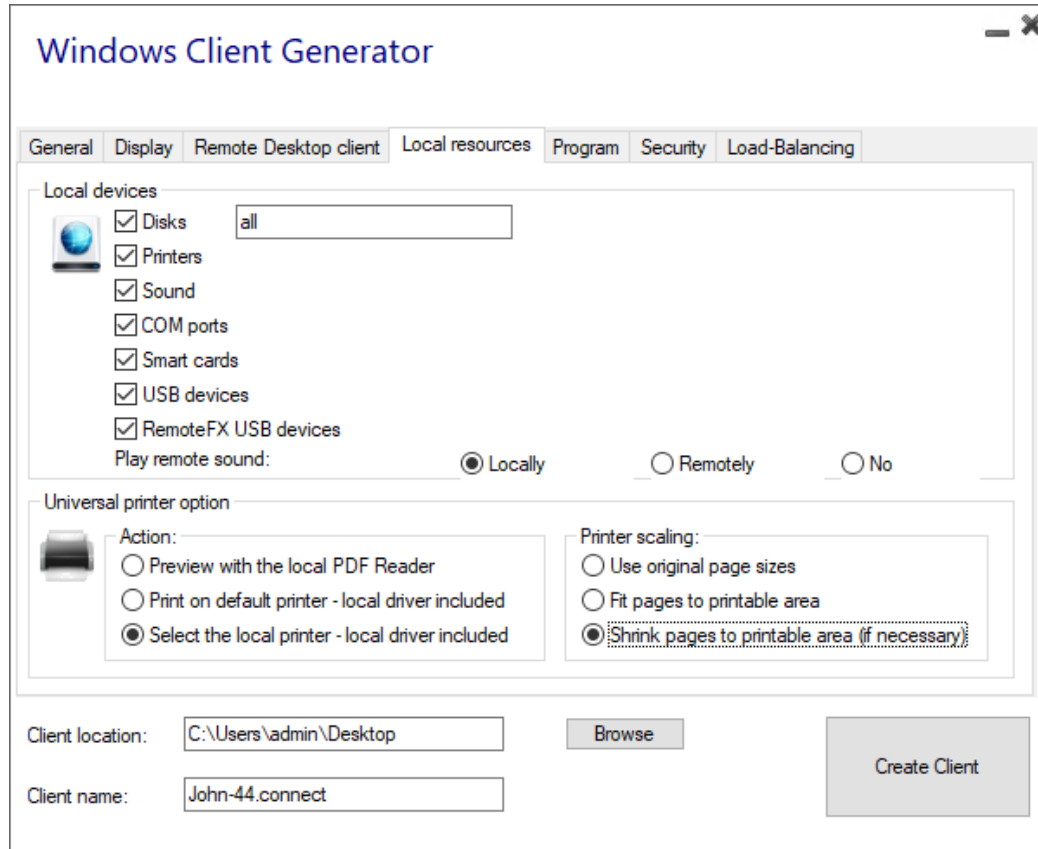 Windows Client Generator
General Display Remote Desktop client Local resources Program Security Load-Balancing
Local devices
Disks all
Printers
Sound
COM ports
Smart cards
USB devices
RemoteFX USB devices
Play remote sound: Locally Remotely No
Universal printer option
Action:
Preview with the local PDF Reader
Print on default printer - local driver included
Select the local printer - local driver included
Printer scaling:
Use original page sizes
Fit pages to printable area
Shrink pages to printable area (if necessary)
Client location: C:\Users\admin\Desktop Browse
Client name: John-44.connect
Create Client